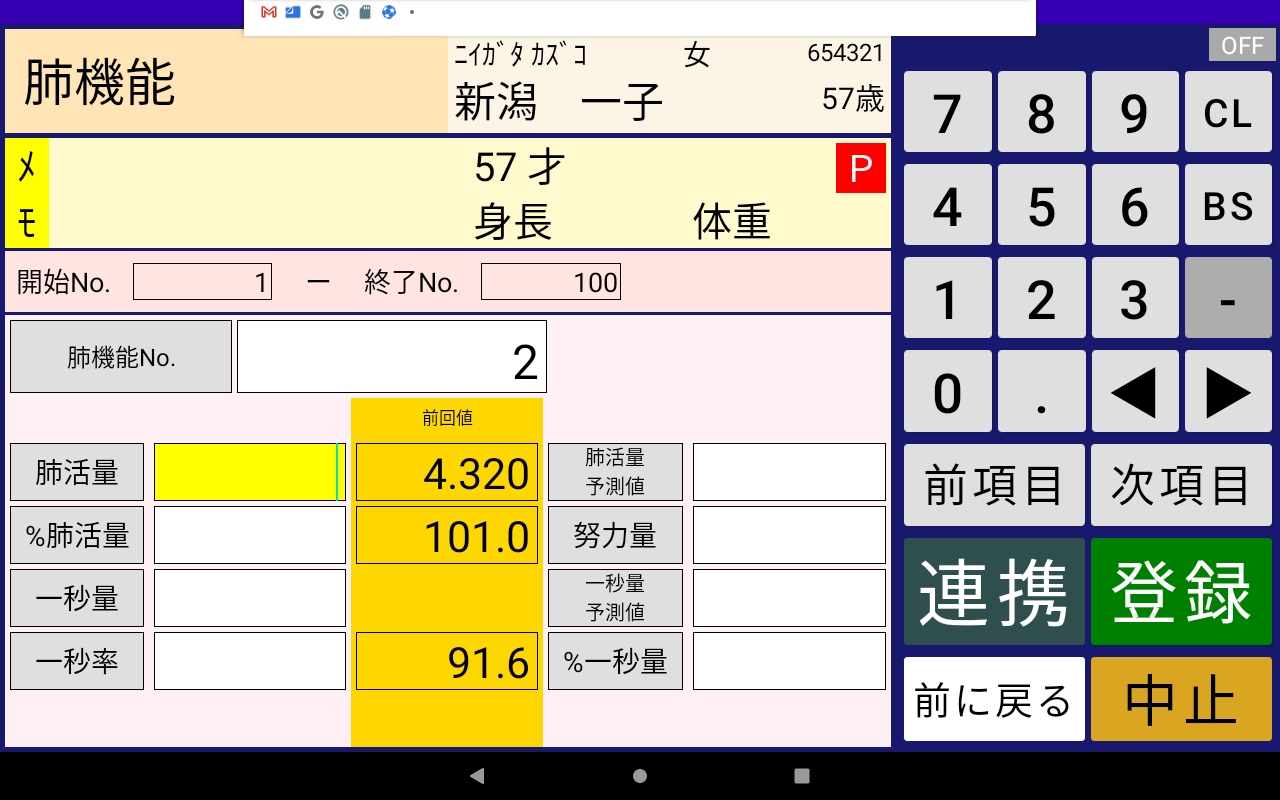 OFF
肺機能
ﾆｲｶﾞﾀ ｶｽﾞｺ 女 654321
新潟 一子 57歳
ﾒﾓ
57 才
P
身長 体重
開始No. 1 ー 終了No. 100
肺機能No. 2
前回値
肺活量 4.320 肺活量
予測値
%肺活量 101.0 努力量
一秒量 一秒量
予測値
一秒率 91.6 %一秒量
7 8 9 CL
4 5 6 BS
1 2 3 -
0 . ◀ ▶
前項目 次項目
連携 登録
前に戻る 中止